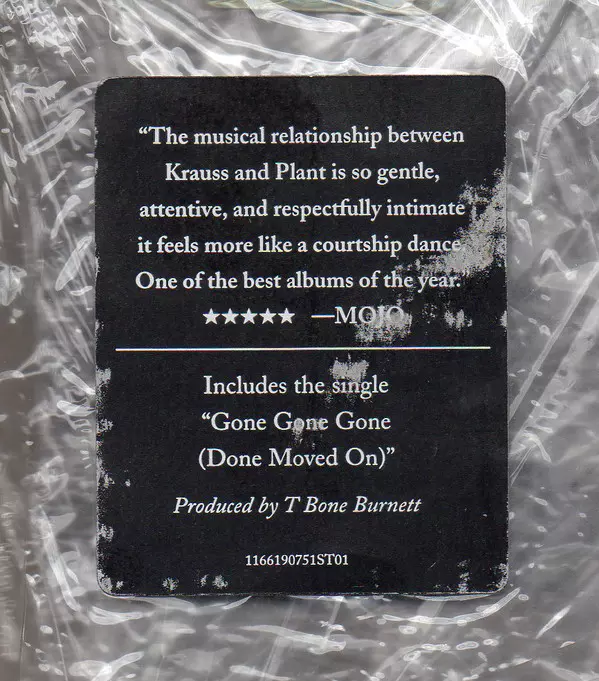 “The musical relationship between
Krauss and Plant is so gentle,
attentive, and respectfully intimate
it feels more like a courtship dance.
One of the best albums of the year.”
★★★★★ —MOJO
Includes the single
“Gone Gone Gone
(Done Moved On)”
Produced by T Bone Burnett
1166190751ST01